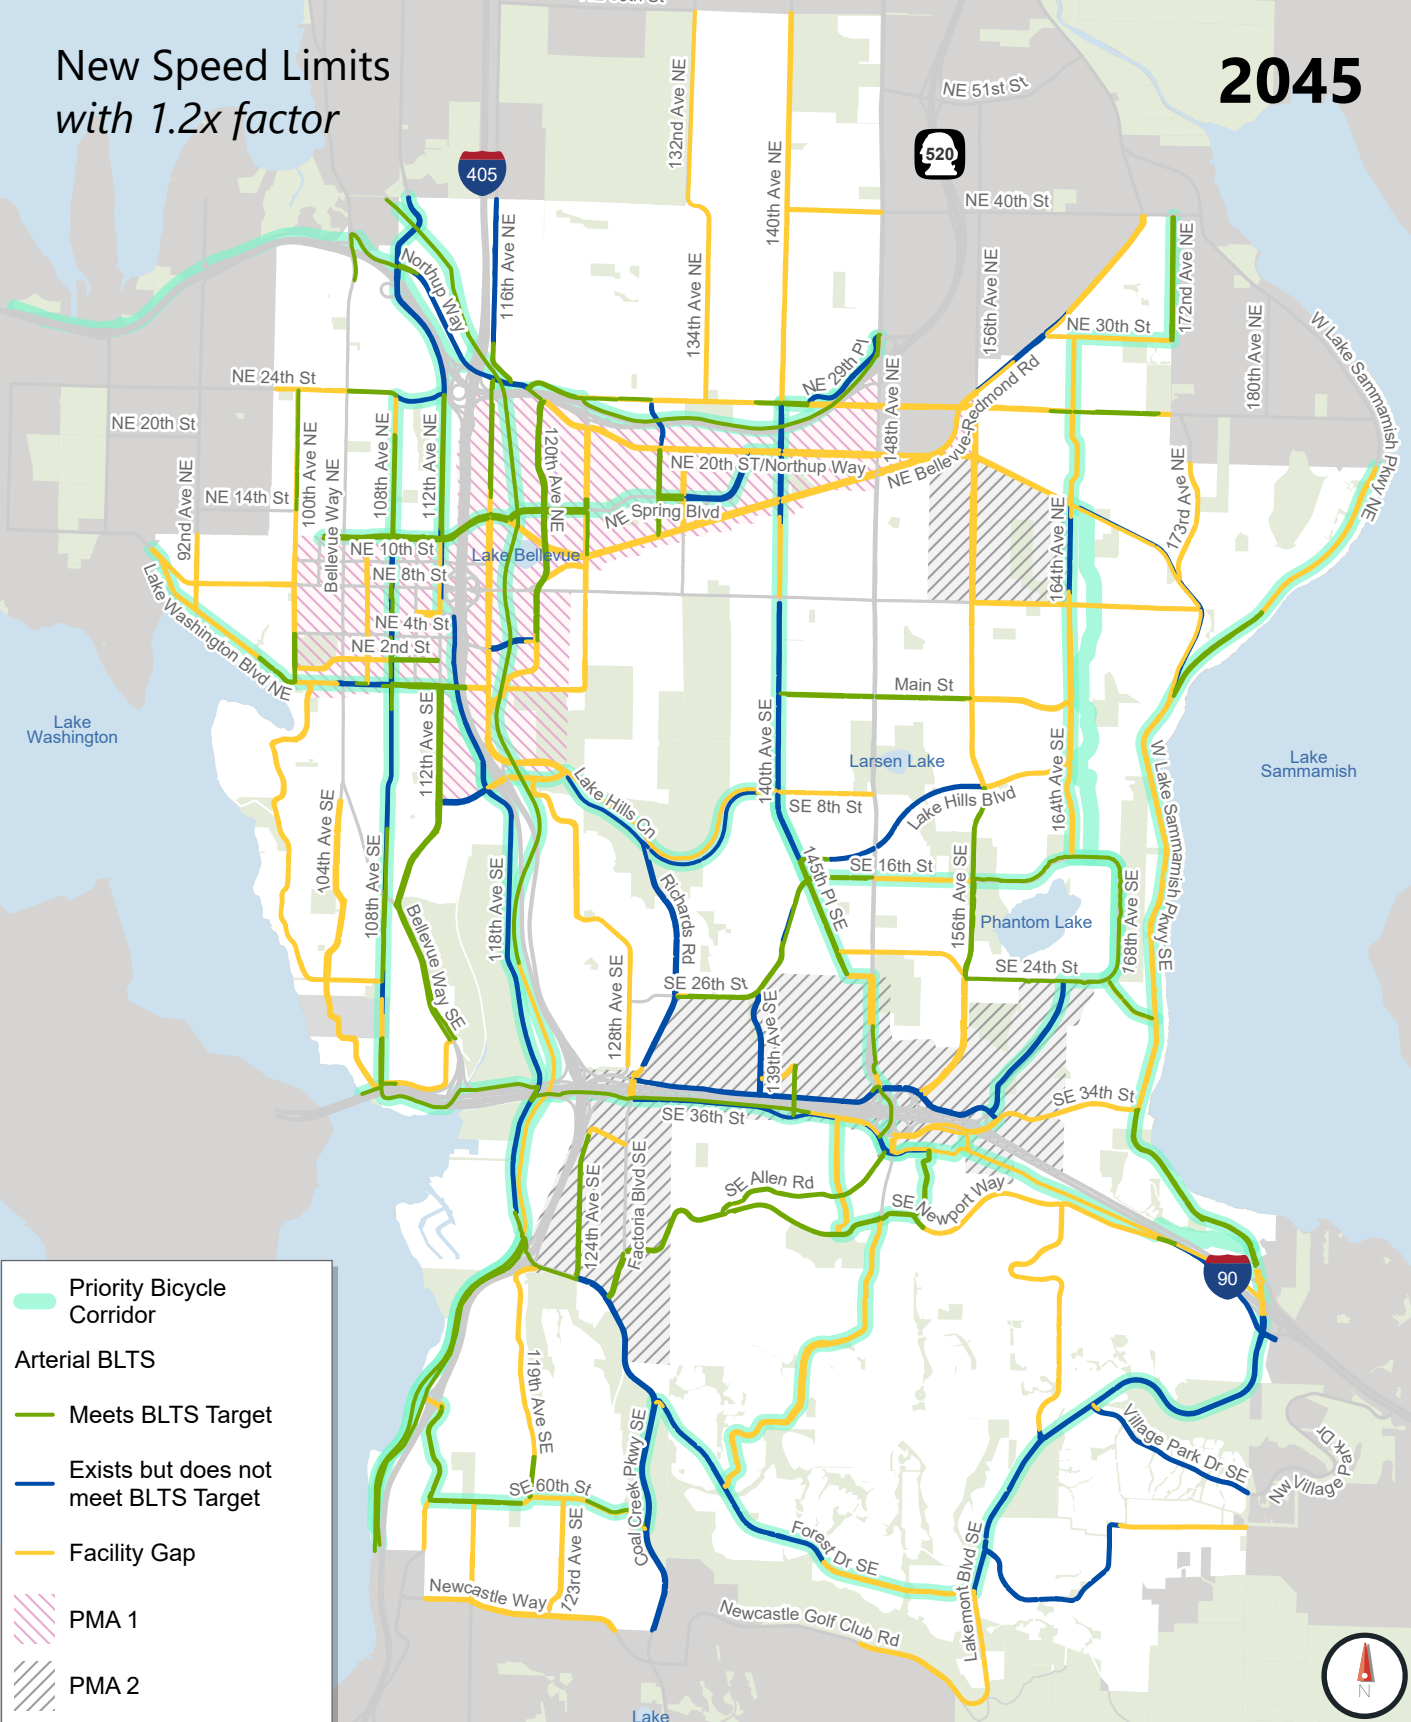 New Speed Limits
with 1.2x factor
2045
NE 51st St
520
405
132nd Ave NE
140th Ave NE
NE 40th St
116th Ave NE
Northup Way
134th Ave NE
156th Ave NE
172nd Ave NE
180th Ave NE
W Lake Sammamish Pkwy NE
NE 30th St
NE 29th Pl
148th Ave NE
NE Bellevue-Redmond Rd
NE 24th St
NE 20th St
NE 14th St
92nd Ave NE
100th Ave NE
Bellevue Way NE
108th Ave NE
112th Ave NE
120th Ave NE
NE 20th ST/Northup Way
NE Spring Blvd
173rd Ave NE
164th Ave NE
NE 10th St
Lake Bellevue
NE 8th St
NE 4th St
NE 2nd St
Lake Washington Blvd NE
Lake
Washington
112th Ave SE
Main St
140th Ave SE
Larsen Lake
Lake
Sammamish
164th Ave SE
W Lake Sammamish Pkwy SE
Lake Hills Cn
SE 8th St
Lake Hills Blvd
104th Ave SE
108th Ave SE
118th Ave SE
Bellevue Way SE
Richards Rd
145th Pl SE
SE 16th St
156th Ave SE
Phantom Lake
168th Ave SE
SE 24th St
128th Ave SE
SE 26th St
139th Ave SE
SE 36th St
SE 34th St
124th Ave SE
Factoria Blvd SE
SE Allen Rd
SE Newport Way
90
119th Ave SE
Coal Creek Pkwy SE
SE 60th St
123rd Ave SE
Newcastle Way
Forest Dr SE
Lakemont Blvd SE
Newcastle Golf Club Rd
Village Park Dr SE
Nw Village Park Dr
Lake
N
Priority Bicycle
Corridor
Arterial BLTS
Meets BLTS Target
Exists but does not
meet BLTS Target
Facility Gap
PMA 1
PMA 2